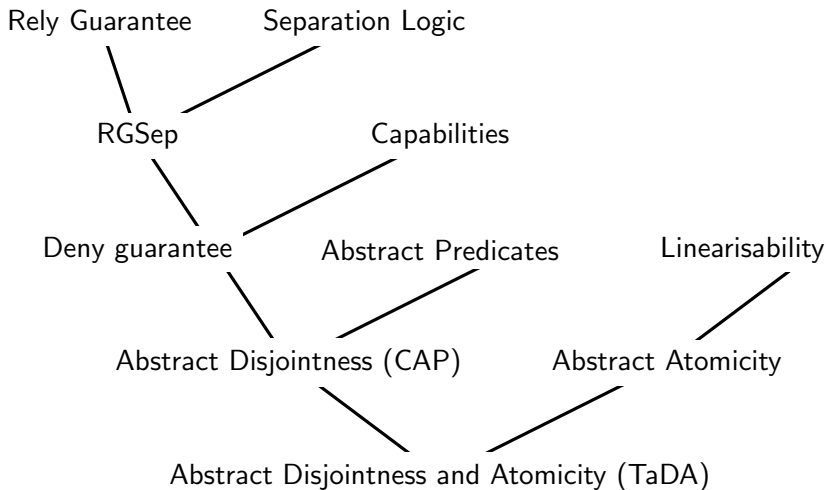 Rely Guarantee
Separation Logic
RGSep
Capabilities
Deny guarantee
Abstract Predicates
Linearisability
Abstract Disjointness (CAP)
Abstract Atomicity
Abstract Disjointness and Atomicity (TaDA)